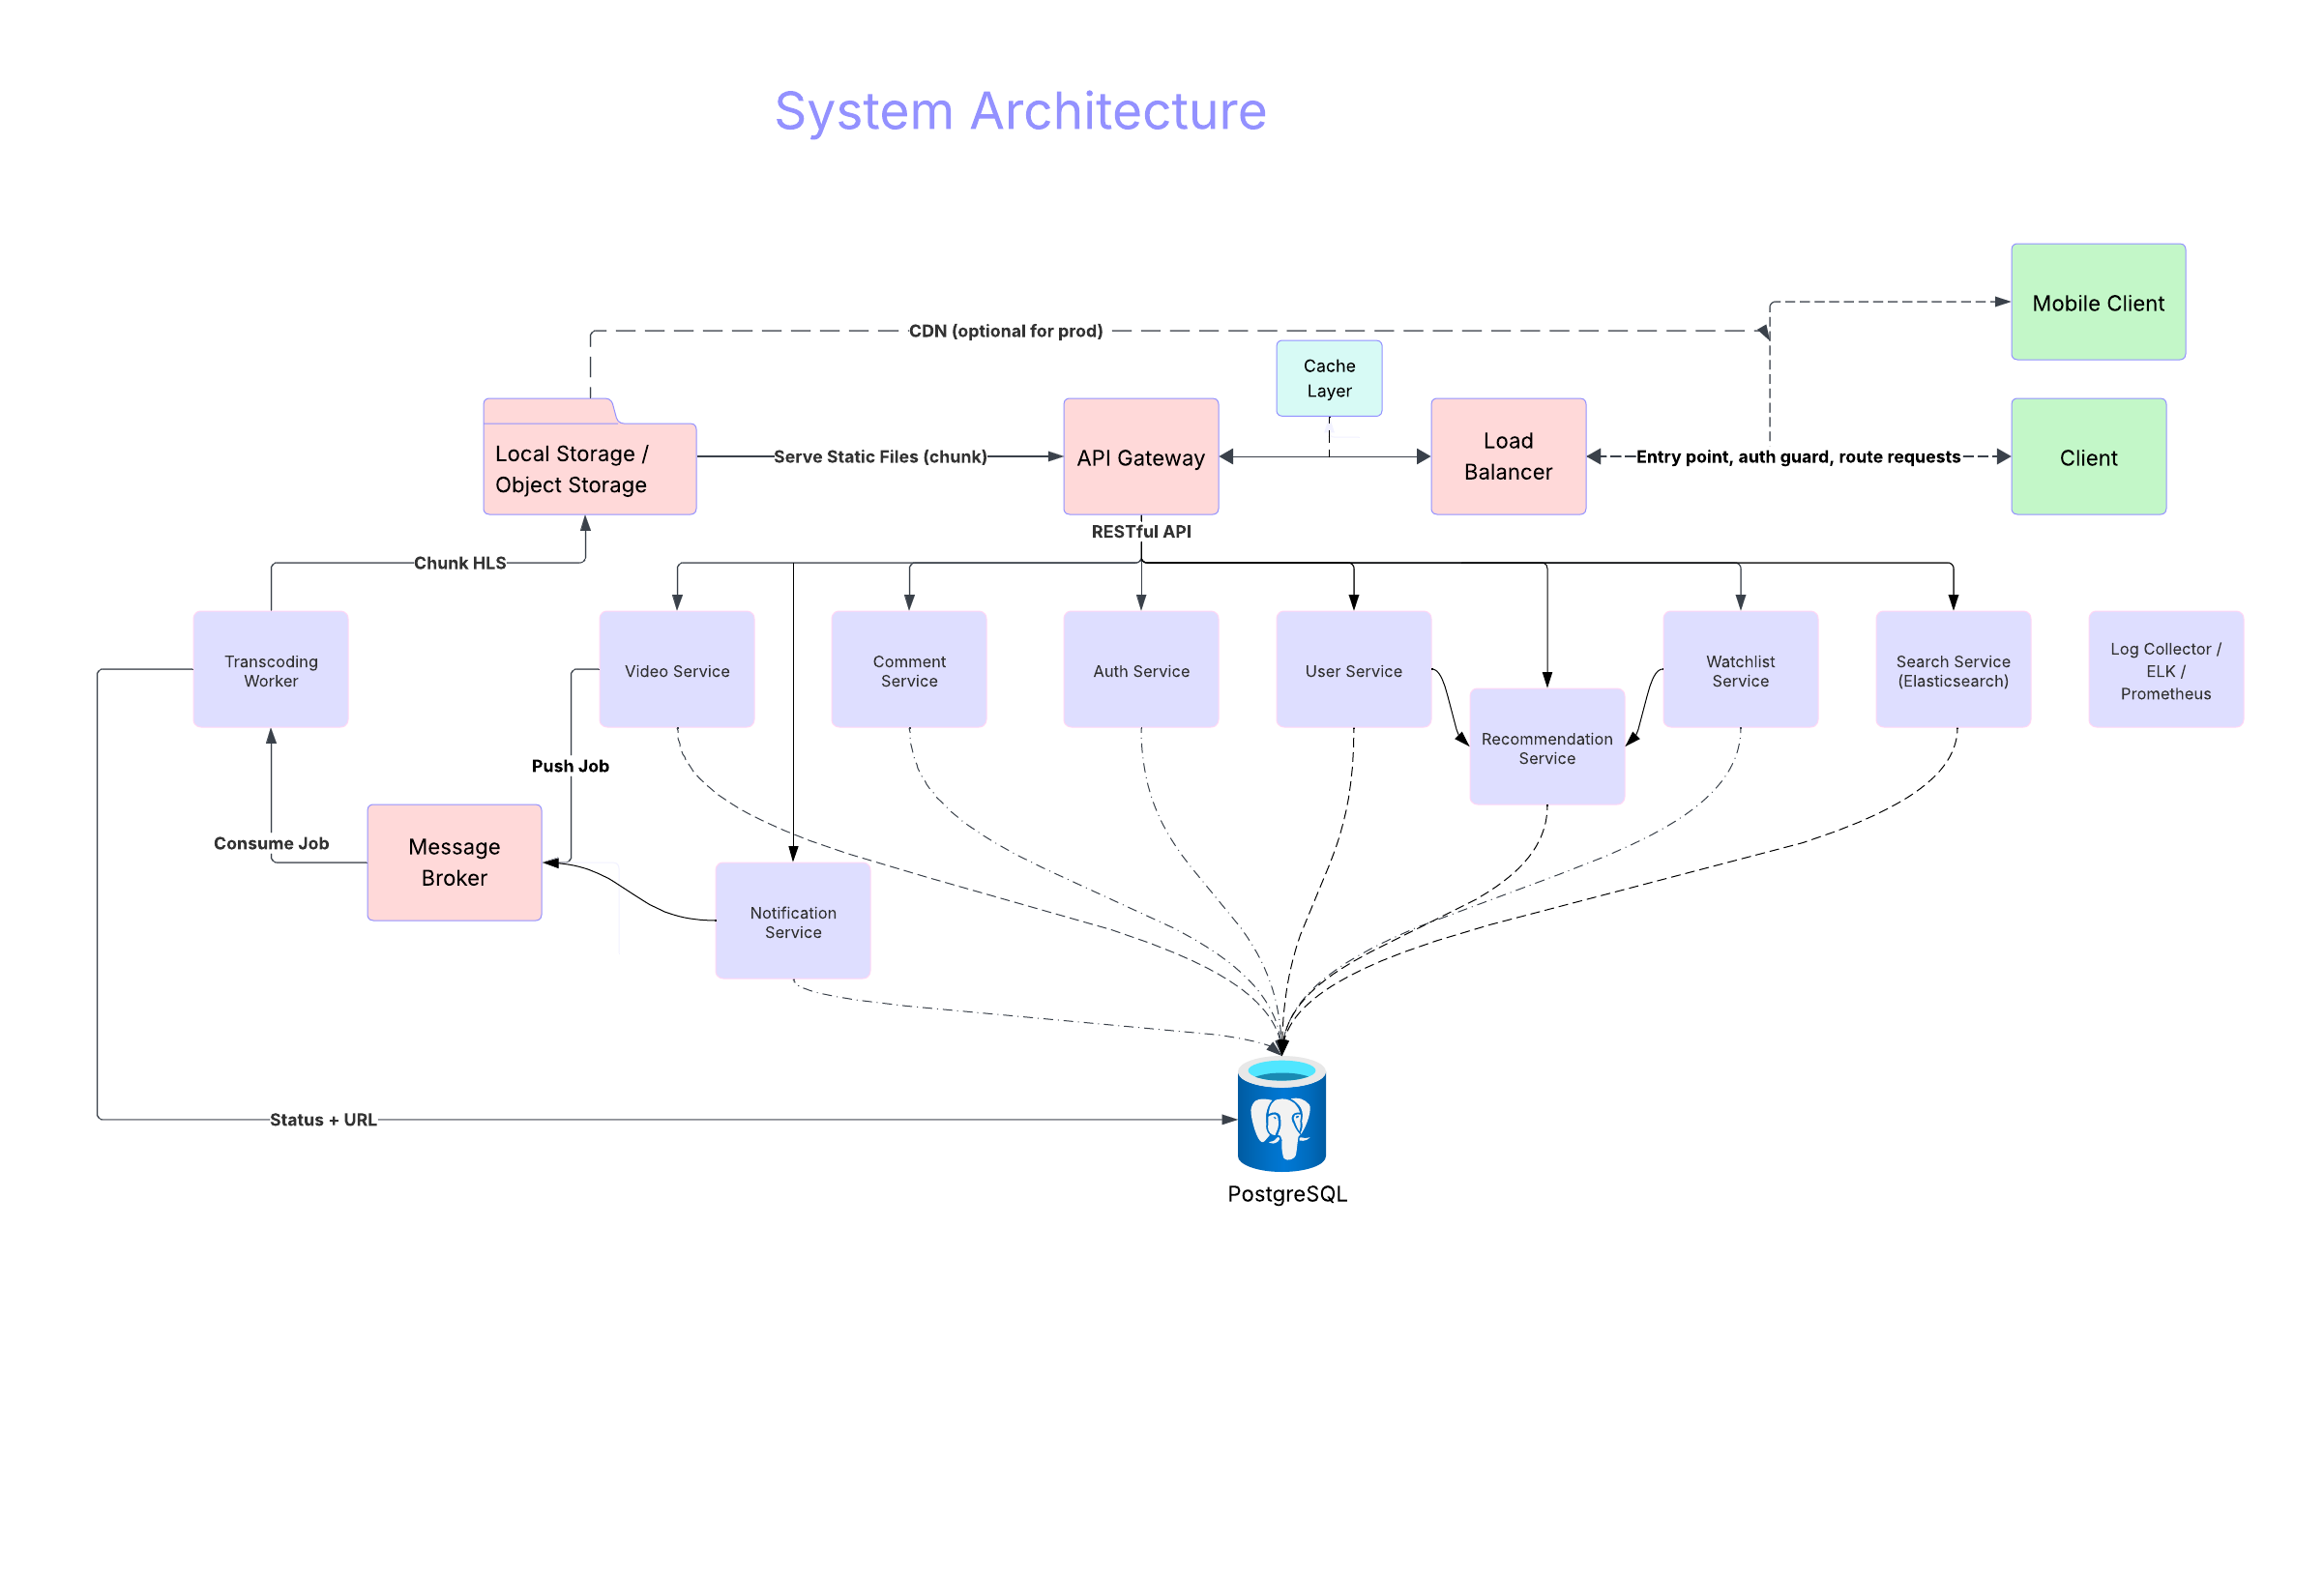 System Architecture
Mobile Client
CDN (optional for prod)
Cache
Layer
Local Storage /
Object Storage
Serve Static Files (chunk)
API Gateway
Load
Balancer
Entry point, auth guard, route requests
Client
RESTful API
Chunk HLS
Transcoding
Worker
Video Service
Comment
Service
Auth Service
User Service
Recommendation
Service
Watchlist
Service
Search Service
(Elasticsearch)
Log Collector /
ELK /
Prometheus
Push Job
Consume Job
Message
Broker
Notification
Service
Status + URL
PostgreSQL